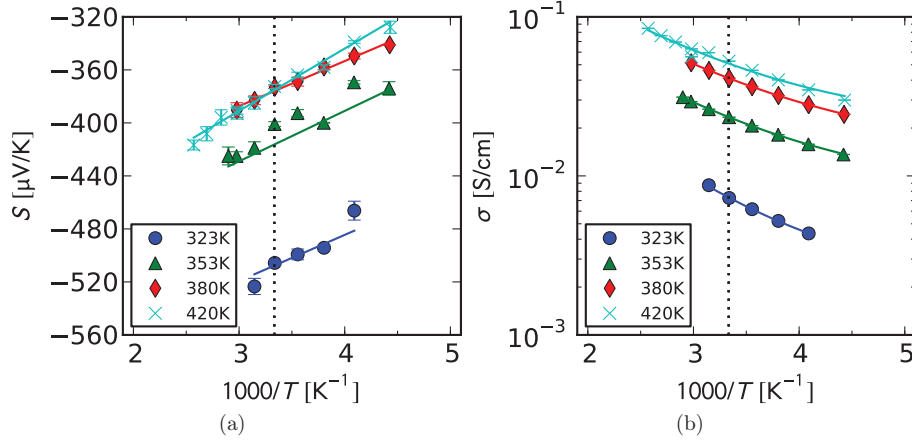 −320
−360
−400
−440
−480
−520
−560
S [μV/K]
323K
353K
380K
420K
2 3 4 5
1000/T [K⁻¹]
(a)
10⁻¹
10⁻²
10⁻³
σ [S/cm]
323K
353K
380K
420K
2 3 4 5
1000/T [K⁻¹]
(b)